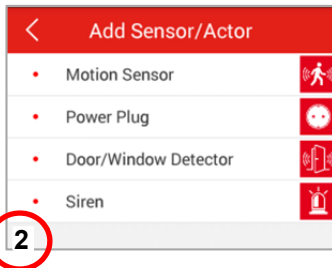 Add Sensor/Actor
Motion Sensor
Power Plug
Door/Window Detector
Siren
2